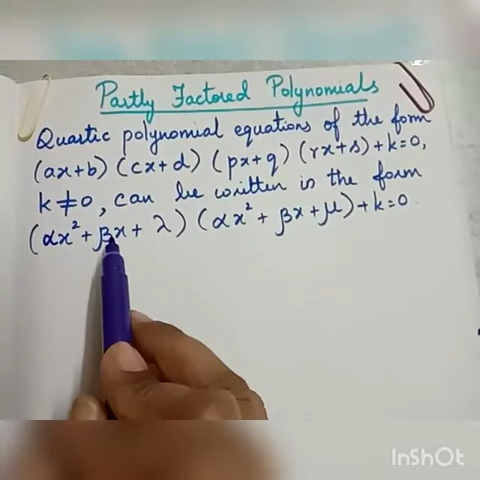 Partly Factored Polynomials
Quartic polynomial equations of the form
(ax+b) (cx+d) (px+q) (rx+s)+k=0,
k≠0, can be written in the form
(αx²+βx+λ) (αx²+βx+μ)+k=0
InShOt